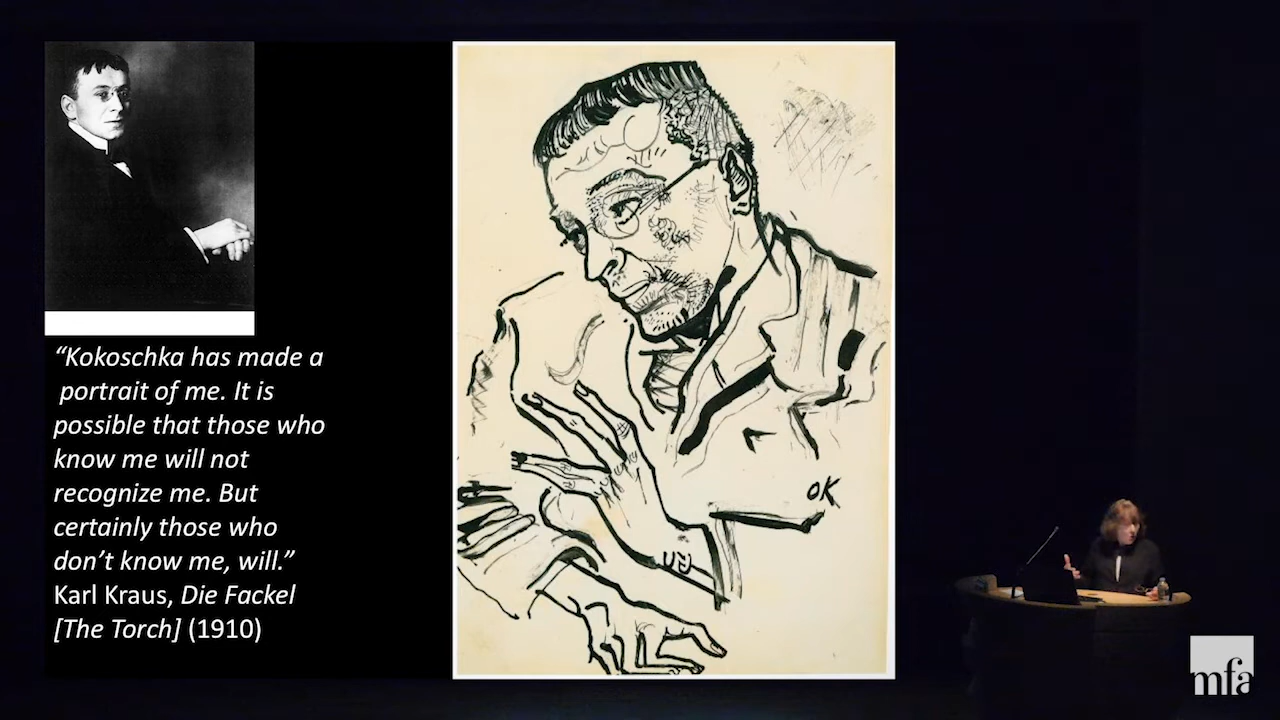 “Kokoschka has made a
portrait of me. It is
possible that those who
know me will not
recognize me. But
certainly those who
don’t know me, will.”
Karl Kraus, Die Fackel
[The Torch] (1910)
OK
mfa